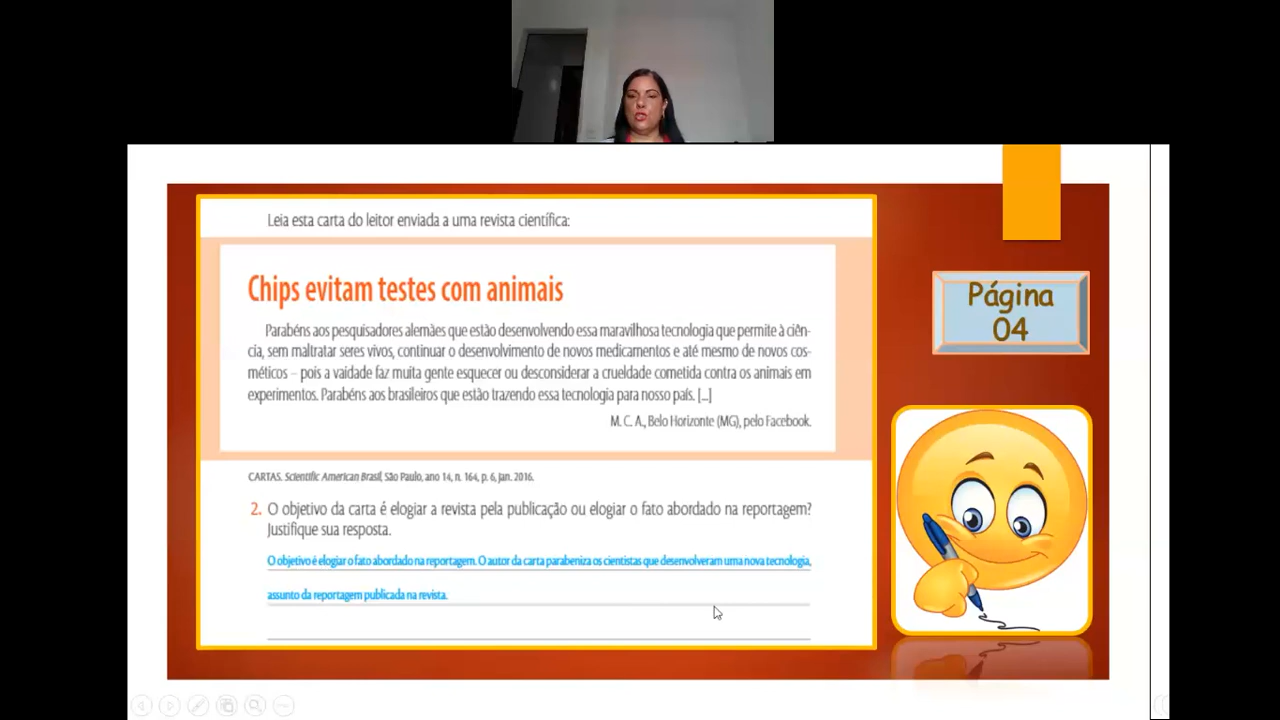 Leia esta carta do leitor enviada a uma revista científica:
Chips evitam testes com animais
Parabéns aos pesquisadores alemães que estão desenvolvendo essa maravilhosa tecnologia que permite à ciên-
cia, sem maltratar seres vivos, continuar o desenvolvimento de novos medicamentos e até mesmo de novos cos-
méticos – pois a vaidade faz muita gente esquecer ou desconsiderar a crueldade cometida contra os animais em
experimentos. Parabéns aos brasileiros que estão trazendo essa tecnologia para nosso país. [...]
M. C. A., Belo Horizonte (MG), pelo Facebook.
CARTAS. Scientific American Brasil, São Paulo, ano 14, n. 164, p. 6, jan. 2016.
2. O objetivo da carta é elogiar a revista pela publicação ou elogiar o fato abordado na reportagem?
Justifique sua resposta.
O objetivo é elogiar o fato abordado na reportagem. O autor da carta parabeniza os cientistas que desenvolveram uma nova tecnologia,
assunto da reportagem publicada na revista.
Página
04